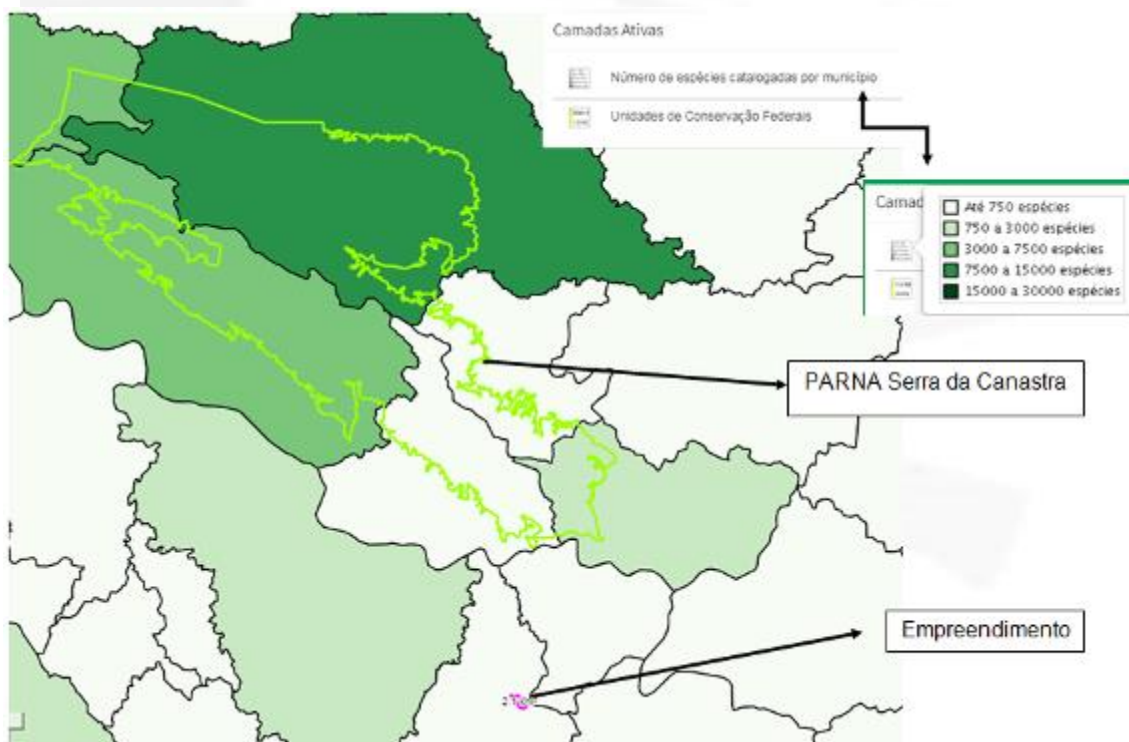 Camadas Ativas
Número de espécies catalogadas por município
Unidades de Conservação Federais
Camad
Até 750 espécies
750 a 3000 espécies
3000 a 7500 espécies
7500 a 15000 espécies
15000 a 30000 espécies
PARNA Serra da Canastra
Empreendimento